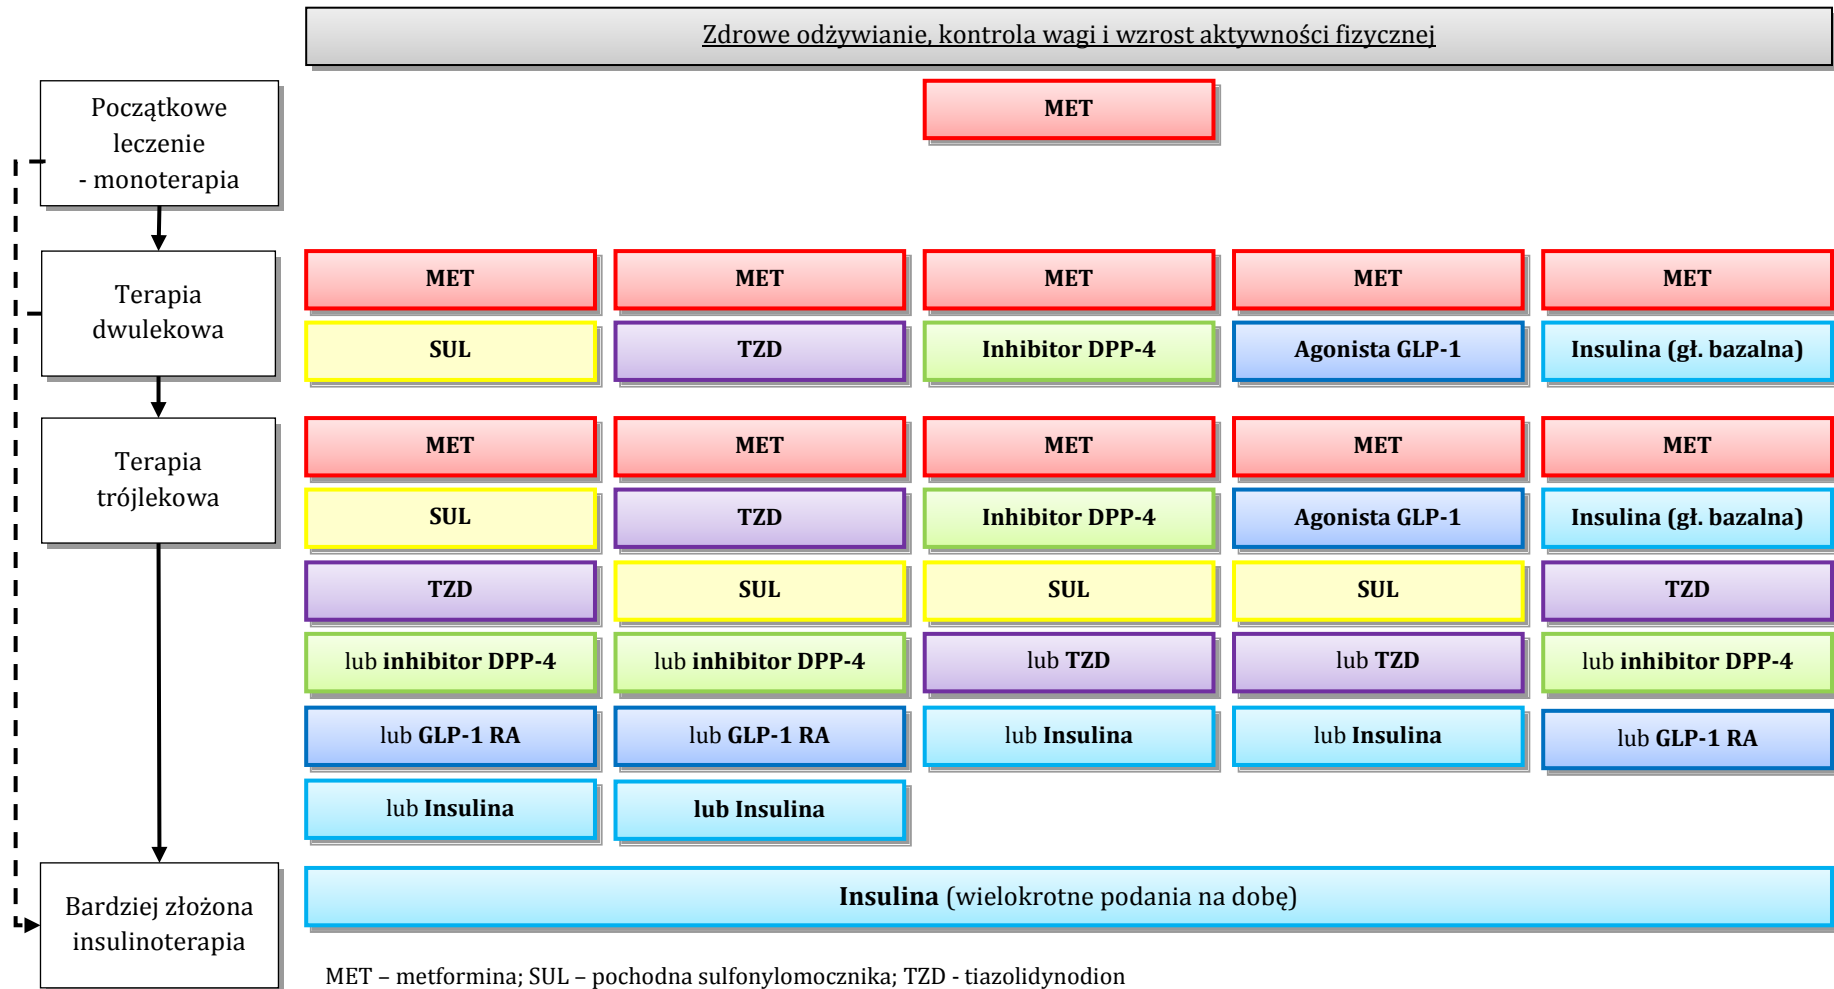 Zdrowe odżywianie, kontrola wagi i wzrost aktywności fizycznej
Początkowe
leczenie
- monoterapia
MET
Terapia
dwulekowa
MET
MET
MET
MET
MET
SUL
TZD
Inhibitor DPP-4
Agonista GLP-1
Insulina (gł. bazalna)
Terapia
trójlekowa
MET
MET
MET
MET
MET
SUL
TZD
Inhibitor DPP-4
Agonista GLP-1
Insulina (gł. bazalna)
TZD
SUL
SUL
SUL
TZD
lub inhibitor DPP-4
lub inhibitor DPP-4
lub TZD
lub TZD
lub inhibitor DPP-4
lub GLP-1 RA
lub GLP-1 RA
lub Insulina
lub Insulina
lub GLP-1 RA
lub Insulina
lub Insulina
Bardziej złożona
insulinoterapia
Insulina (wielokrotne podania na dobę)
MET – metformina; SUL – pochodna sulfonylomocznika; TZD - tiazolidynodion